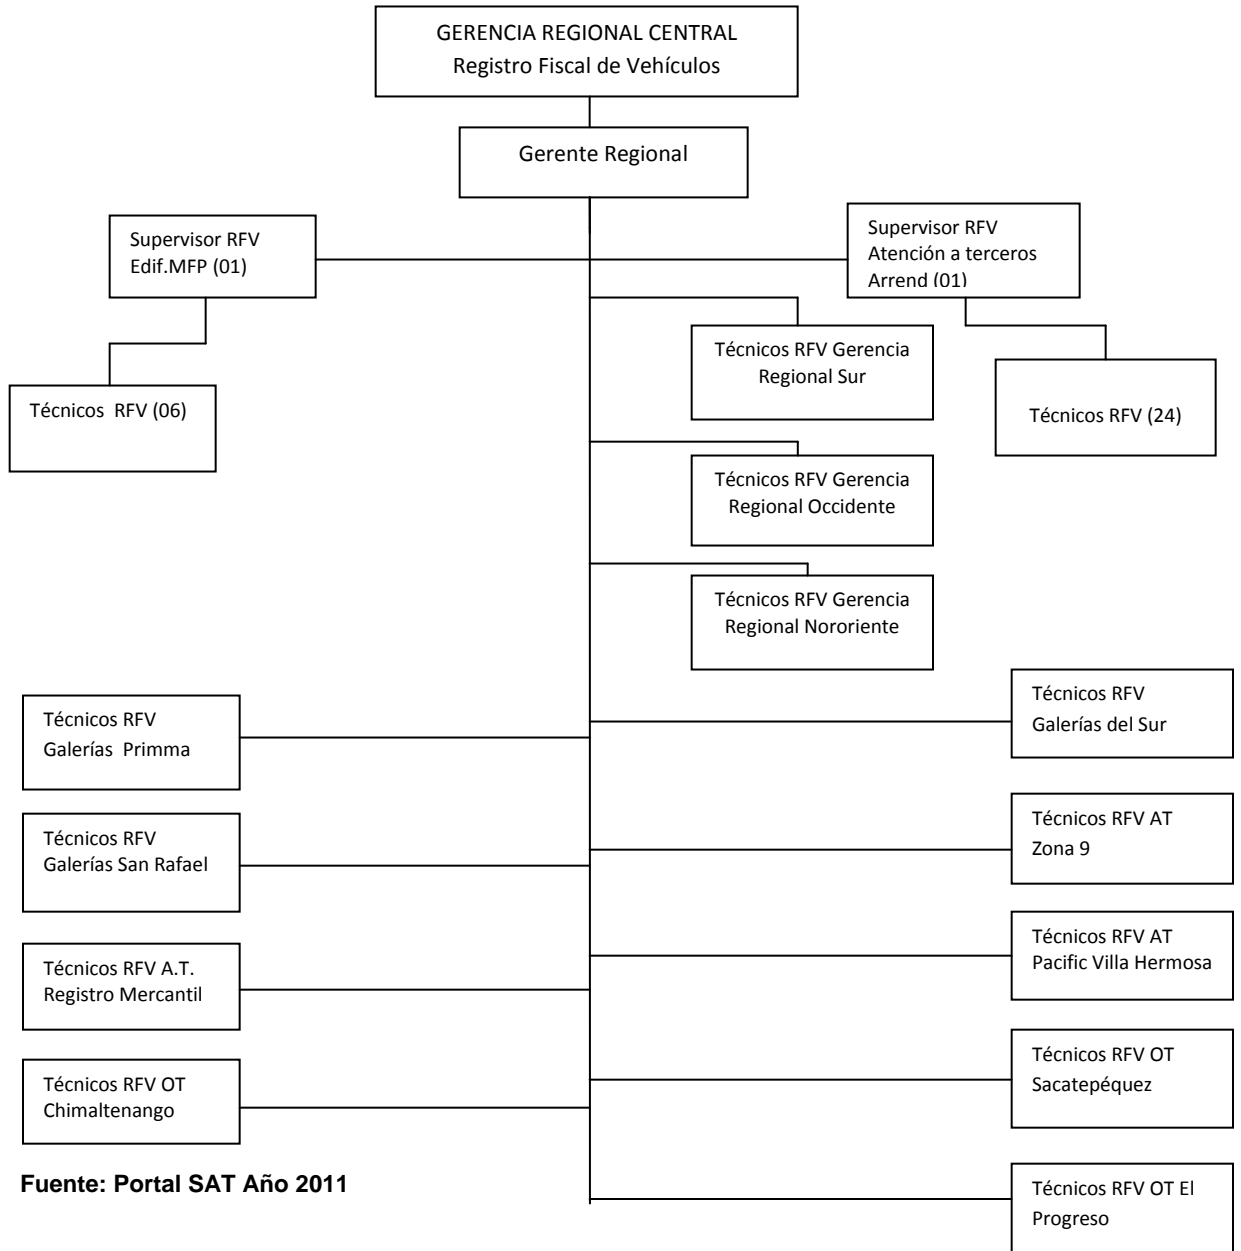 GERENCIA REGIONAL CENTRAL
Registro Fiscal de Vehículos
Gerente Regional
Supervisor RFV
Edif.MFP (01)
Supervisor RFV
Atención a terceros
Arrend (01)
Técnicos RFV (06)
Técnicos RFV Gerencia
Regional Sur
Técnicos RFV (24)
Técnicos RFV Gerencia
Regional Occidente
Técnicos RFV Gerencia
Regional Nororiente
Técnicos RFV
Galerías Primma
Técnicos RFV
Galerías del Sur
Técnicos RFV
Galerías San Rafael
Técnicos RFV AT
Zona 9
Técnicos RFV A.T.
Registro Mercantil
Técnicos RFV AT
Pacific Villa Hermosa
Técnicos RFV OT
Chimaltenango
Técnicos RFV OT
Sacatepéquez
Fuente: Portal SAT Año 2011
Técnicos RFV OT El
Progreso